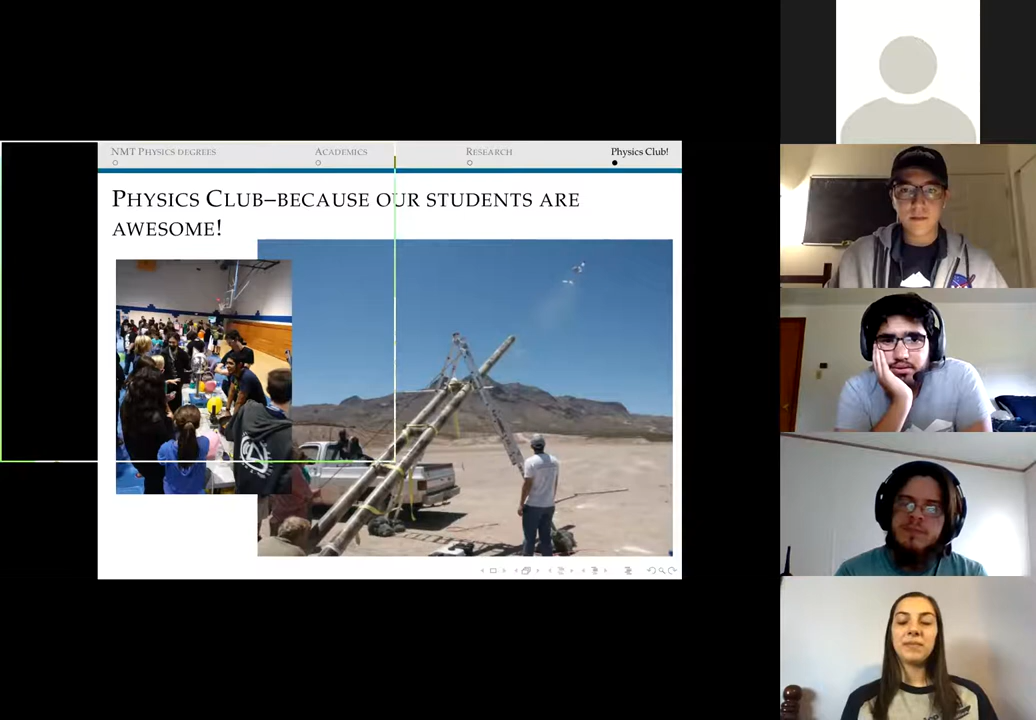 NMT Physics degrees
Academics
Research
Physics Club!
Physics Club–because our students are
awesome!